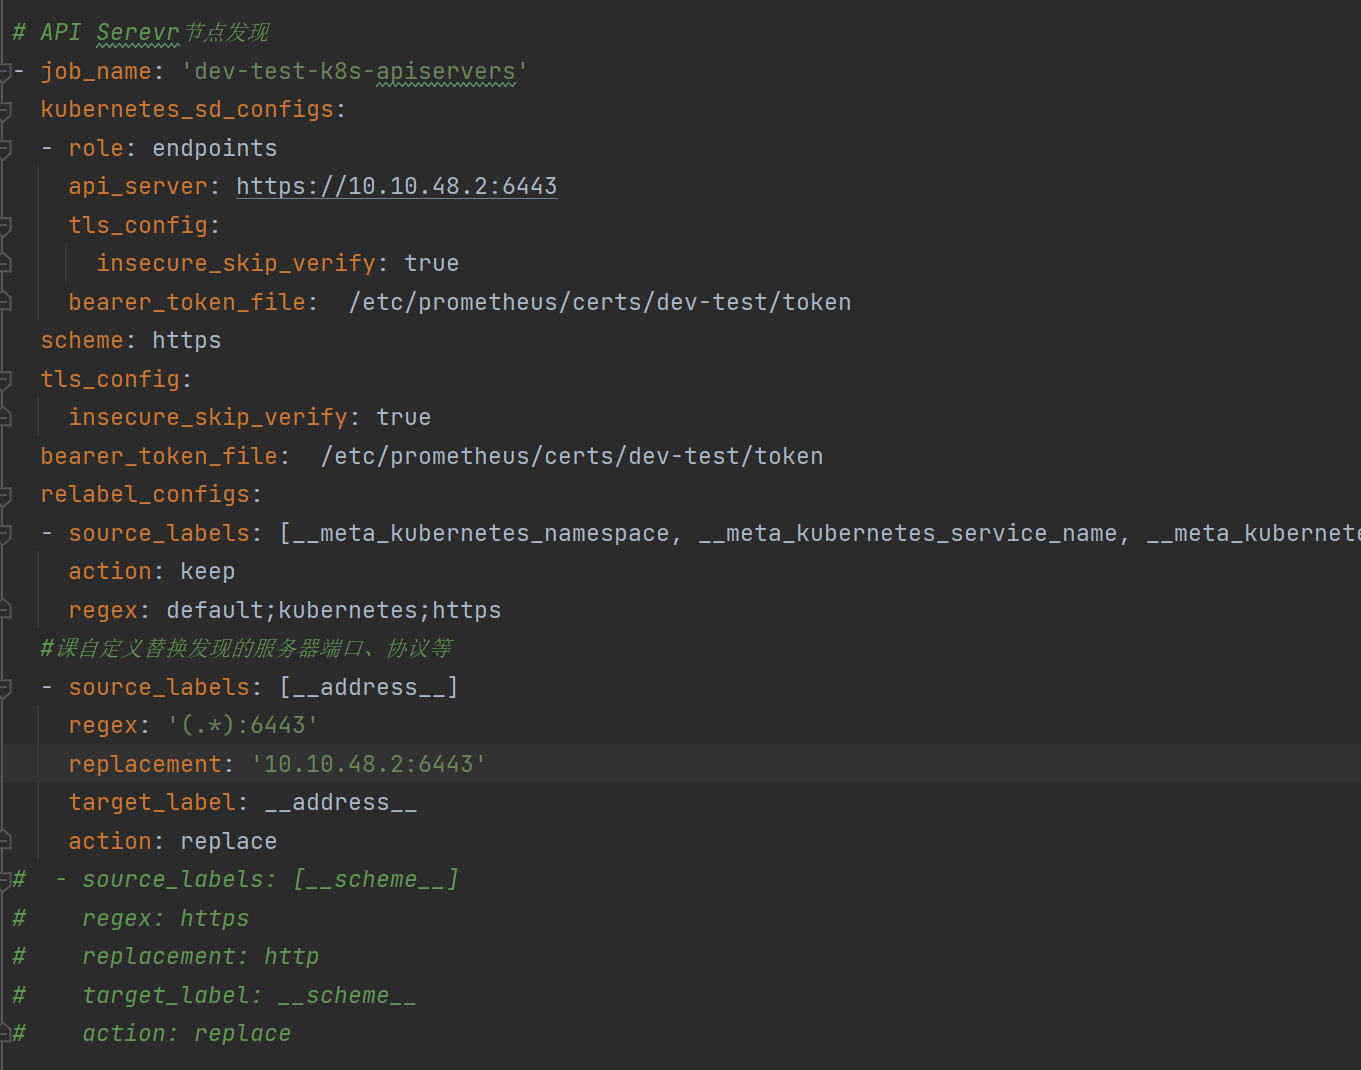 # API Serevr节点发现
- job_name: 'dev-test-k8s-apiservers'
  kubernetes_sd_configs:
  - role: endpoints
    api_server: https://10.10.48.2:6443
    tls_config:
      insecure_skip_verify: true
    bearer_token_file:  /etc/prometheus/certs/dev-test/token
  scheme: https
  tls_config:
    insecure_skip_verify: true
  bearer_token_file:  /etc/prometheus/certs/dev-test/token
  relabel_configs:
  - source_labels: [__meta_kubernetes_namespace, __meta_kubernetes_service_name,
    action: keep
    regex: default;kubernetes;https
  #课自定义替换发现的服务器端口、协议等
  - source_labels: [__address__]
    regex: '(.*):6443'
    replacement: '10.10.48.2:6443'
    target_label: __address__
    action: replace
#  - source_labels: [__scheme__]
#    regex: https
#    replacement: http
#    target_label: __scheme__
#    action: replace